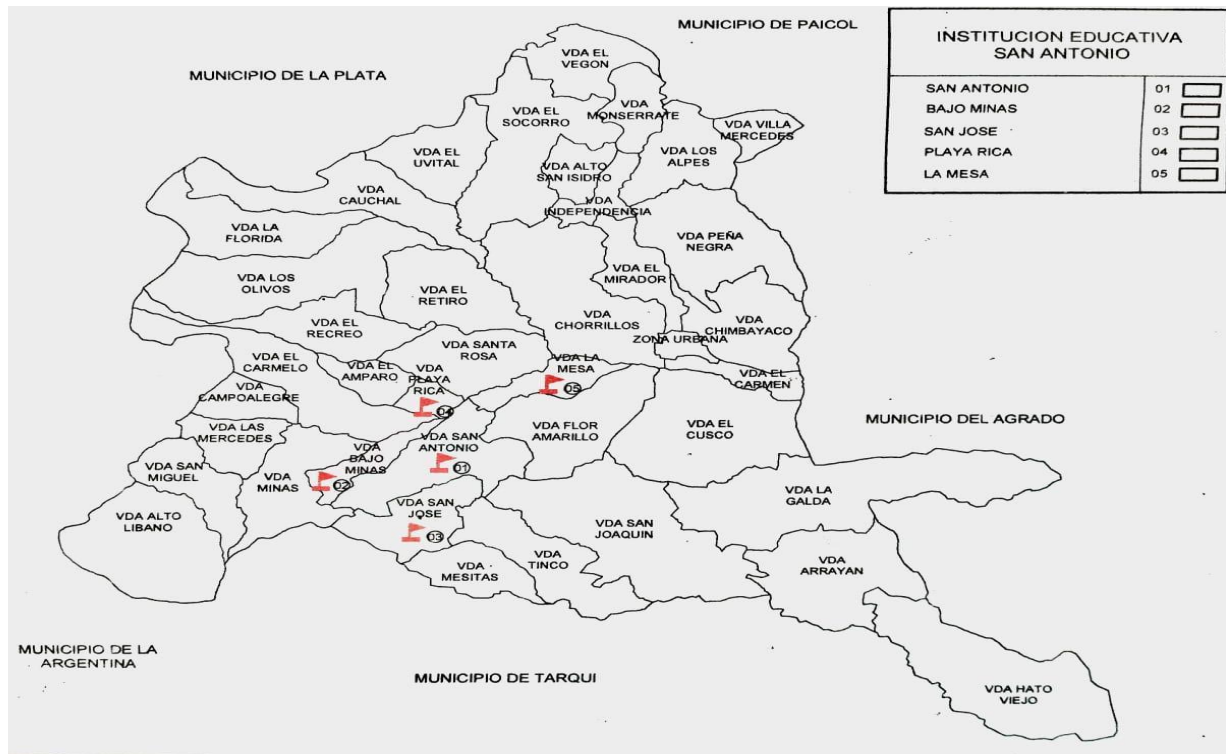 MUNICIPIO DE PAICOL
MUNICIPIO DE LA PLATA
INSTITUCION EDUCATIVA
SAN ANTONIO
SAN ANTONIO 01
BAJO MINAS 02
SAN JOSE 03
PLAYA RICA 04
LA MESA 05
VDA EL
VEGON
VDA EL
SOCORRO
VDA
MONSERRATE
VDA VILLA
MERCEDES
VDA LOS
ALPES
VDA EL
UVITAL
VDA ALTO
SAN ISIDRO
VDA
CAUCHAL
VDA
INDEPENDENCIA
VDA LA
FLORIDA
VDA PEÑA
NEGRA
VDA EL
MIRADOR
VDA LOS
OLIVOS
VDA EL
RETIRO
VDA
CHORRILLOS
VDA
CHIMBAYACO
VDA EL
RECREO
ZONA URBANA
VDA SANTA
ROSA
VDA EL
CARMELO
VDA EL
AMPARO
VDA
PLAYA
RICA
04
VDA LA
MESA
05
VDA EL
CARMEN
VDA
CAMPOALEGRE
VDA LAS
MERCEDES
VDA FLOR
AMARILLO
VDA EL
CUSCO
MUNICIPIO DEL AGRADO
VDA SAN
ANTONIO
01
VDA
BAJO
MINAS
02
VDA SAN
MIGUEL
VDA
MINAS
VDA LA
GALDA
VDA ALTO
LIBANO
VDA SAN
JOSE
03
VDA SAN
JOAQUIN
VDA
TINCO
VDA
MESITAS
VDA
ARRAYAN
MUNICIPIO DE LA
ARGENTINA
MUNICIPIO DE TARQUI
VDA HATO
VIEJO